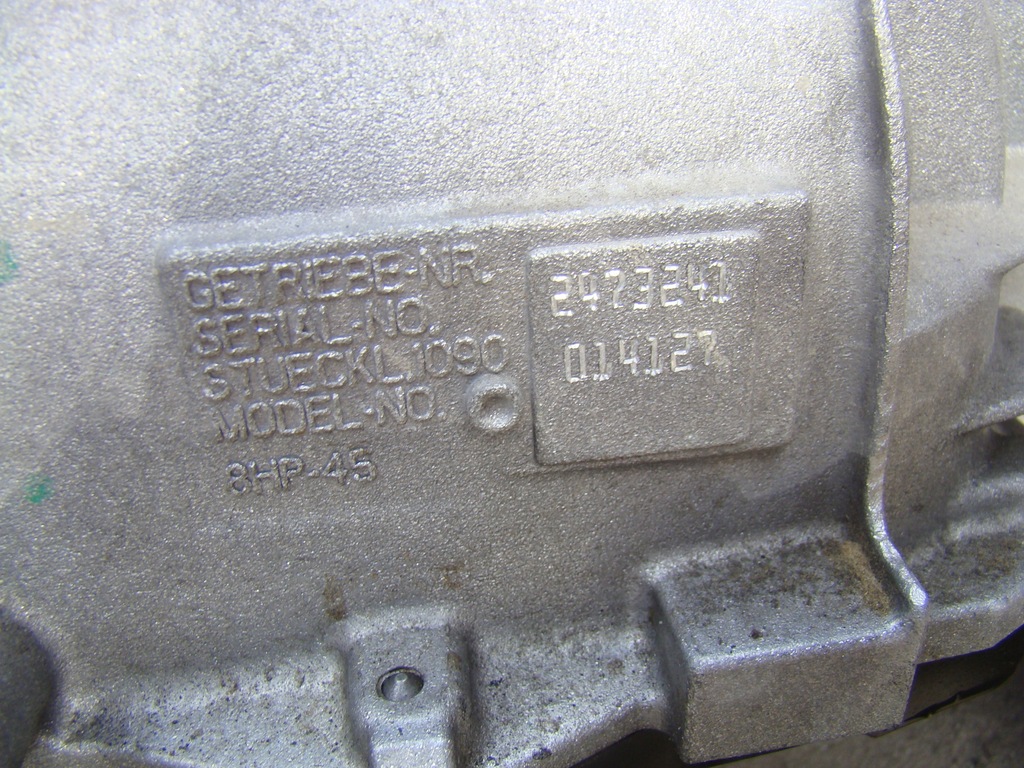 GETRIEBE-NR.
SERIAL-NO.
STUECKL.1090
MODEL-NO.
8HP-45
2473241
014127